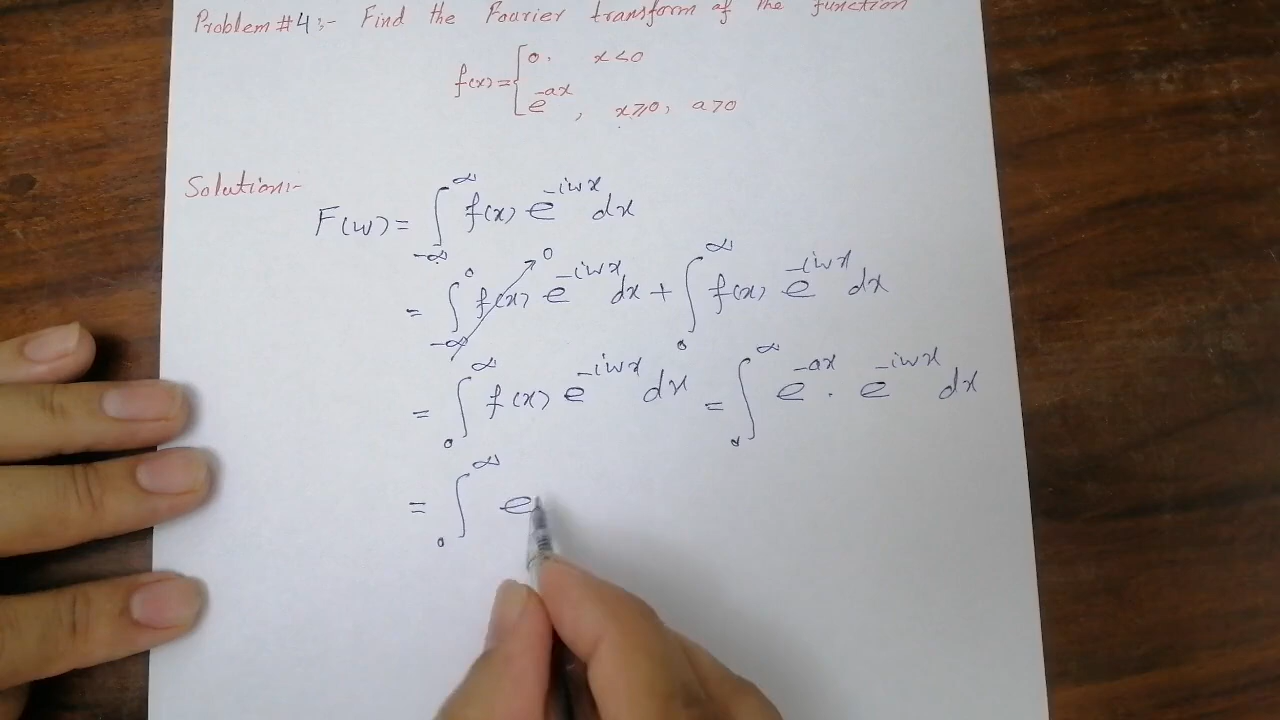 Problem #4:- Find the Fourier transform of the function
f(x) = { 0, x<0
e^{-ax}, x≥0, a>0
Solution:-
F(w) = ∫_{-∞}^{∞} f(x) e^{-iwx} dx
= ∫_{-∞}^{0} f(x) e^{-iwx} dx → 0 + ∫_{0}^{∞} f(x) e^{-iwx} dx
= ∫_{0}^{∞} f(x) e^{-iwx} dx = ∫_{0}^{∞} e^{-ax} . e^{-iwx} dx
= ∫_{0}^{∞} e